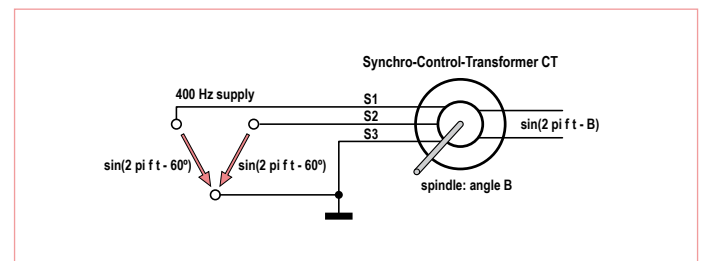 Synchro-Control-Transformer CT
400 Hz supply
S1
S2
S3
sin(2 pi f t - B)
sin(2 pi f t - 60º)
sin(2 pi f t - 60º)
spindle: angle B